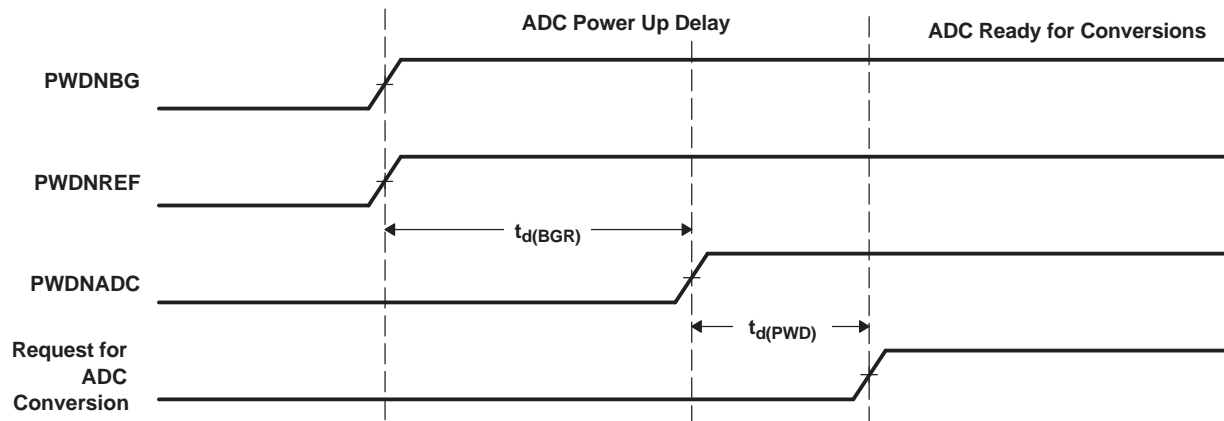 ADC Power Up Delay
ADC Ready for Conversions
PWDNBG
PWDNREF
td(BGR)
PWDNADC
td(PWD)
Request for
ADC
Conversion